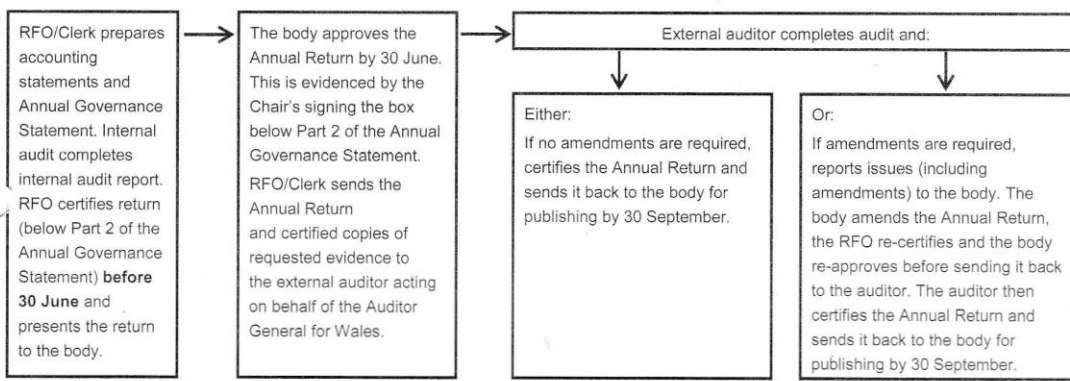 RFO/Clerk prepares
accounting
statements and
Annual Governance
Statement. Internal
audit completes
internal audit report.
RFO certifies return
(below Part 2 of the
Annual Governance
Statement) before
30 June and
presents the return
to the body.
The body approves the
Annual Return by 30 June.
This is evidenced by the
Chair's signing the box
below Part 2 of the Annual
Governance Statement.
RFO/Clerk sends the
Annual Return
and certified copies of
requested evidence to
the external auditor acting
on behalf of the Auditor
General for Wales.
External auditor completes audit and:
Either:
If no amendments are required,
certifies the Annual Return and
sends it back to the body for
publishing by 30 September.
Or:
If amendments are required,
reports issues (including
amendments) to the body. The
body amends the Annual Return,
the RFO re-certifies and the body
re-approves before sending it back
to the auditor. The auditor then
certifies the Annual Return and
sends it back to the body for
publishing by 30 September.